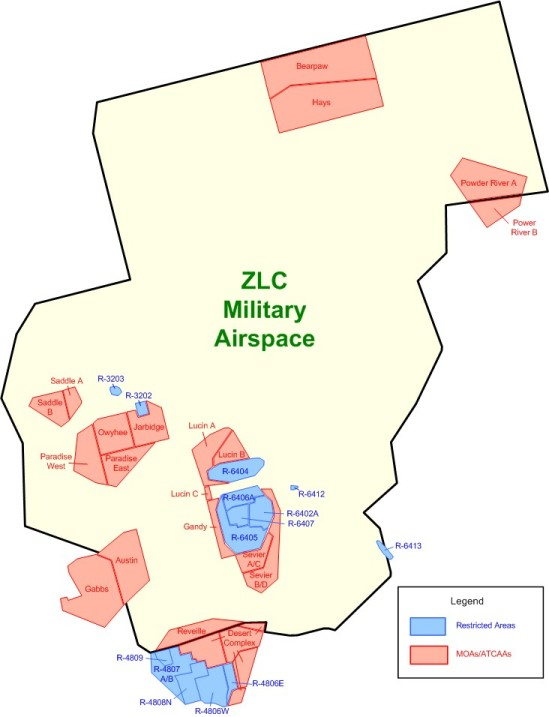 Bearpaw
Hays
Powder River A
Power
River B
ZLC
Military
Airspace
Saddle A
R-3203
R-3202
Saddle
B
Owyhee
Jarbidge
Paradise
West
Paradise
East
Lucin A
Lucin B
R-6404
Lucin C
R-6406A
R-6412
R-6402A
R-6407
Gandy
R-6405
R-6413
Sevier
A/C
Sevier
B/D
Austin
Gabbs
Reveille
Desert
Complex
R-4809
R-4807
A/B
R-4806E
R-4808N
R-4806W
Legend
Restricted Areas
MOAs/ATCAAs